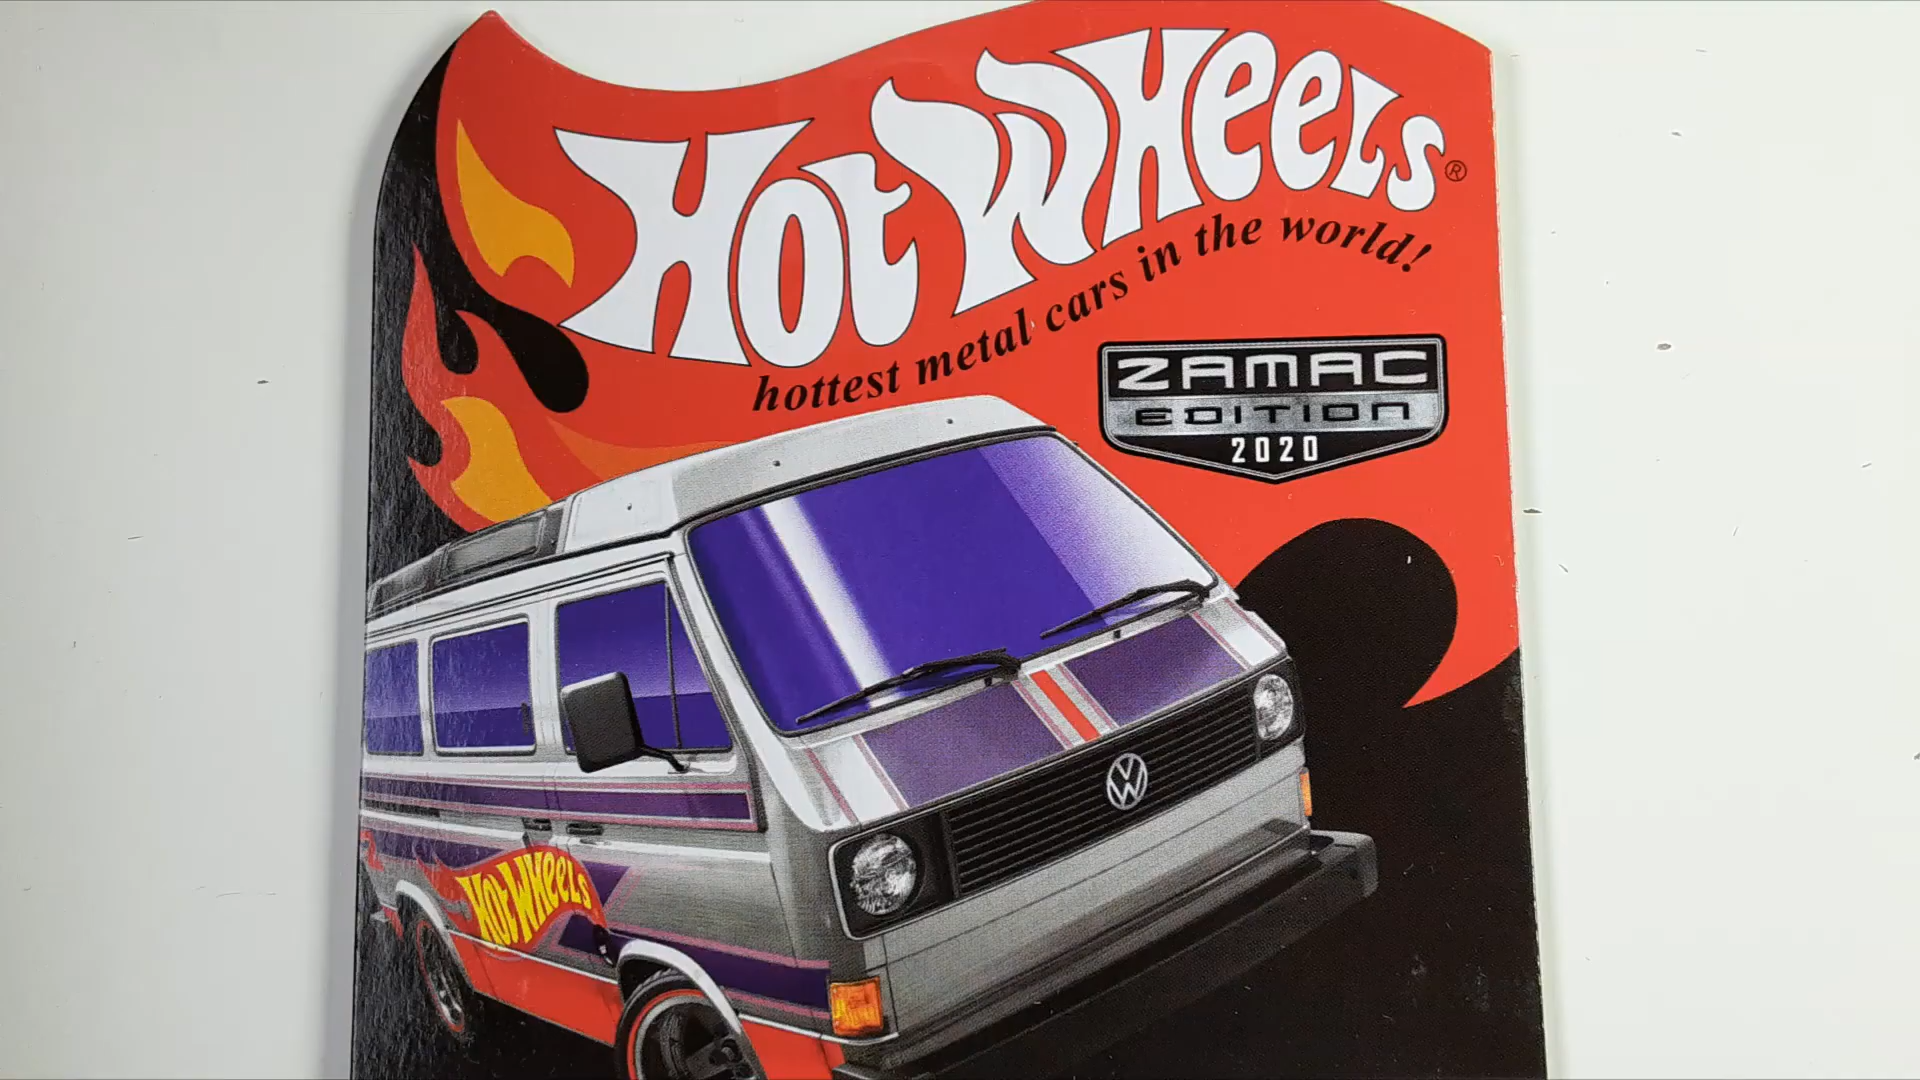 HOT WHEELS®
hottest metal cars in the world!
ZAMAC
EDITION
2020
HOT WHEELS